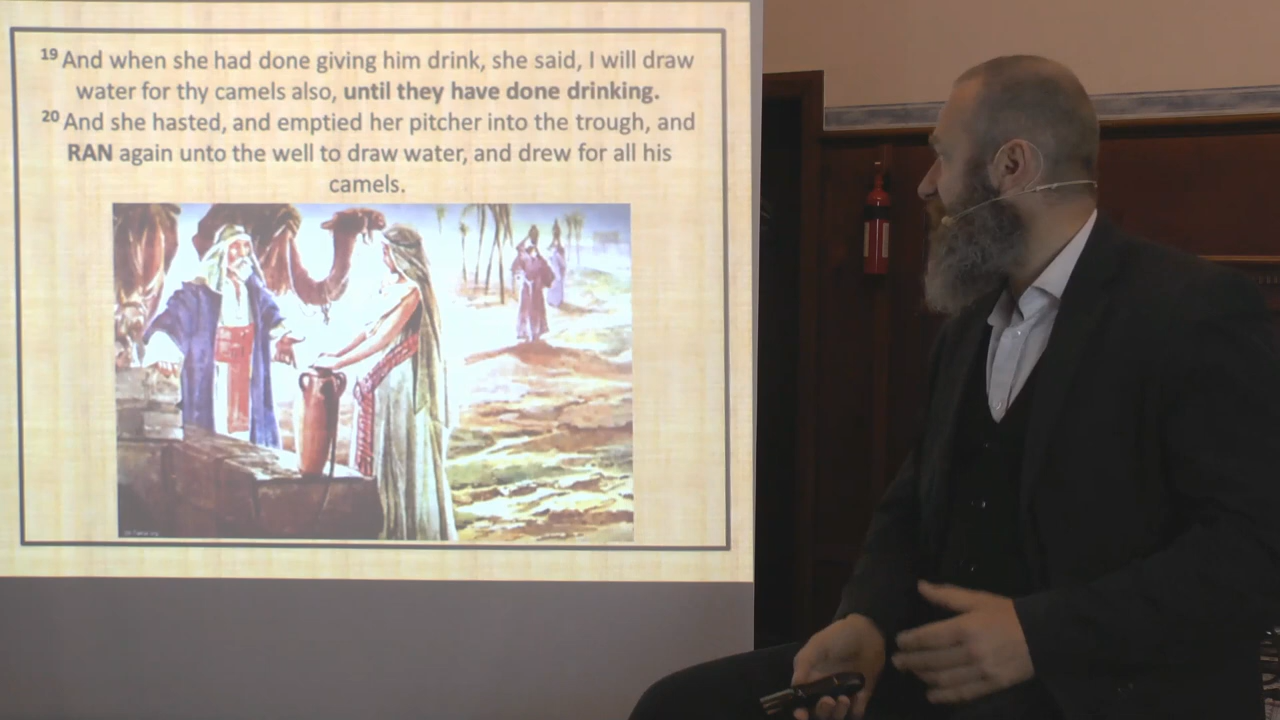 19 And when she had done giving him drink, she said, I will draw
water for thy camels also, until they have done drinking.
20 And she hasted, and emptied her pitcher into the trough, and
RAN again unto the well to draw water, and drew for all his
camels.